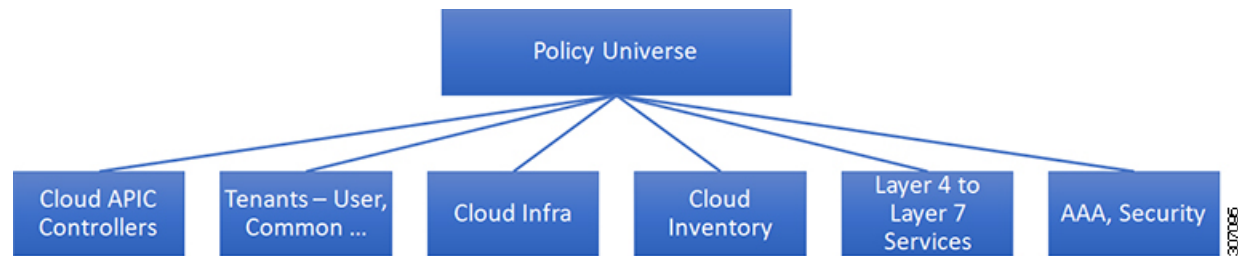 Policy Universe
Cloud APIC
Controllers
Tenants – User,
Common ...
Cloud Infra
Cloud
Inventory
Layer 4 to
Layer 7
Services
AAA, Security
307095